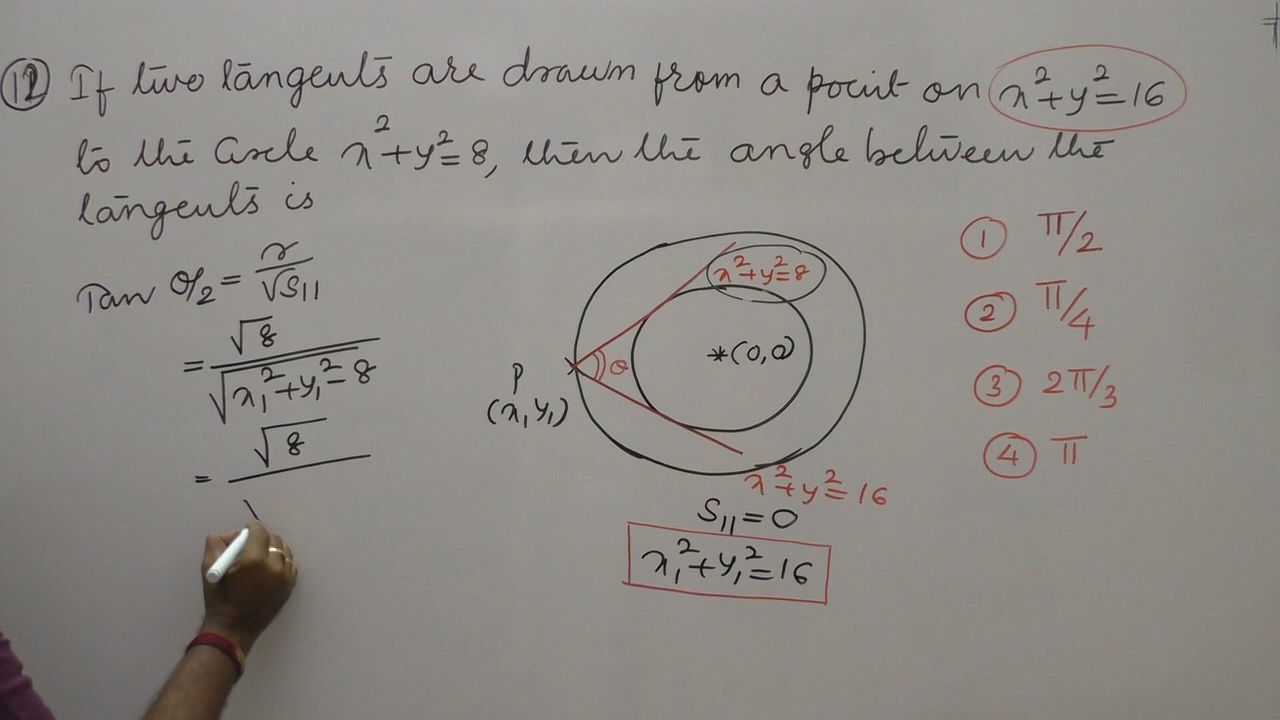 12 If two tangents are drawn from a point on x²+y²=16
to the Circle x²+y²=8, then the angle between the
tangents is
Tan θ/2 = r/√S₁₁
= √8/√x₁²+y₁²-8
= √8
x²+y²=8
*(0,0)
θ
P
(x₁y₁)
x²+y²=16
S₁₁=0
x₁²+y₁²=16
1 π/2
2 π/4
3 2π/3
4 π